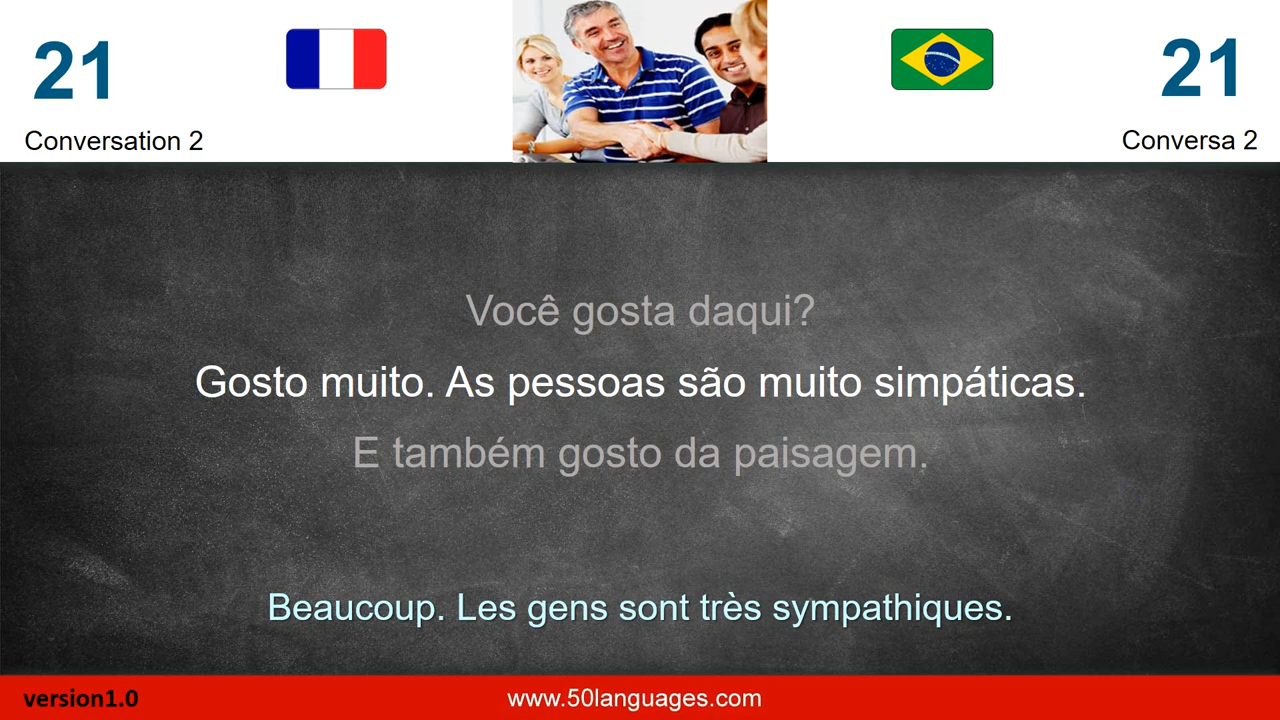 21
21
Conversation 2
Conversa 2
Você gosta daqui?
Gosto muito. As pessoas são muito simpáticas.
E também gosto da paisagem.
Beaucoup. Les gens sont très sympathiques.
version1.0
www.50languages.com